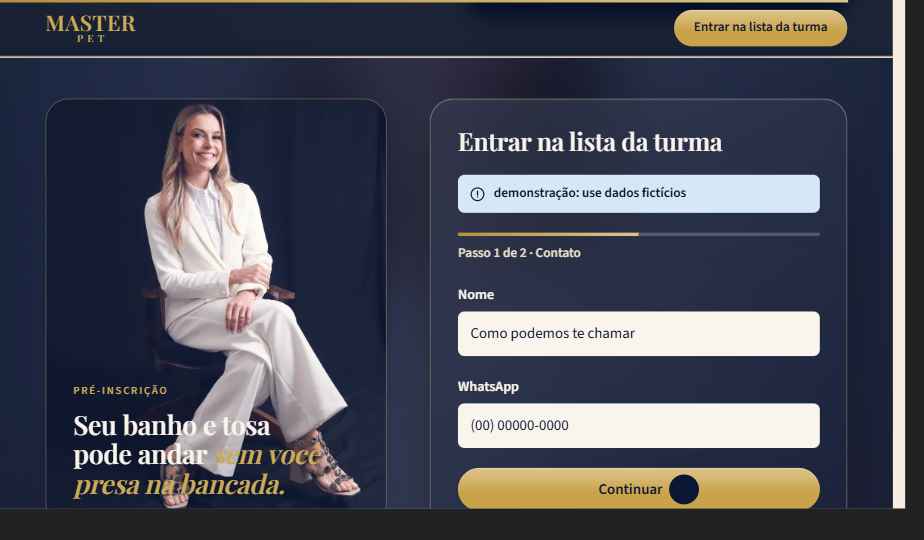 MASTER
PET
Entrar na lista da turma
PRÉ-INSCRIÇÃO
Seu banho e tosa
pode andar sem você
presa na bancada.
Entrar na lista da turma
demonstração: use dados fictícios
Passo 1 de 2 · Contato
Nome
Como podemos te chamar
WhatsApp
(00) 00000-0000
Continuar